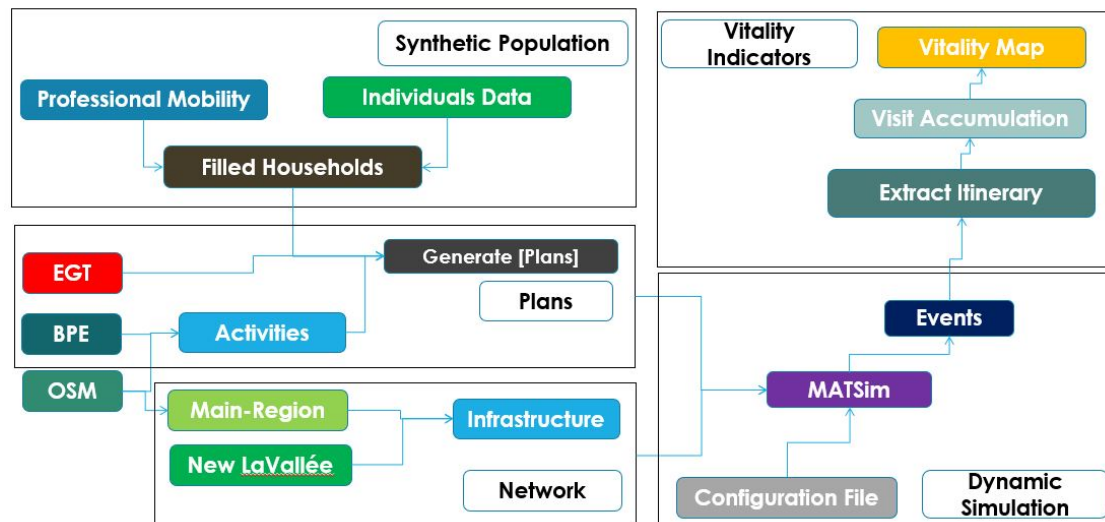 Synthetic Population
Professional Mobility
Individuals Data
Filled Households
EGT
Generate [Plans]
Plans
BPE
Activities
OSM
Main-Region
Infrastructure
New LaVallée
Network
Vitality
Indicators
Vitality Map
Visit Accumulation
Extract Itinerary
Events
MATSim
Configuration File
Dynamic
Simulation